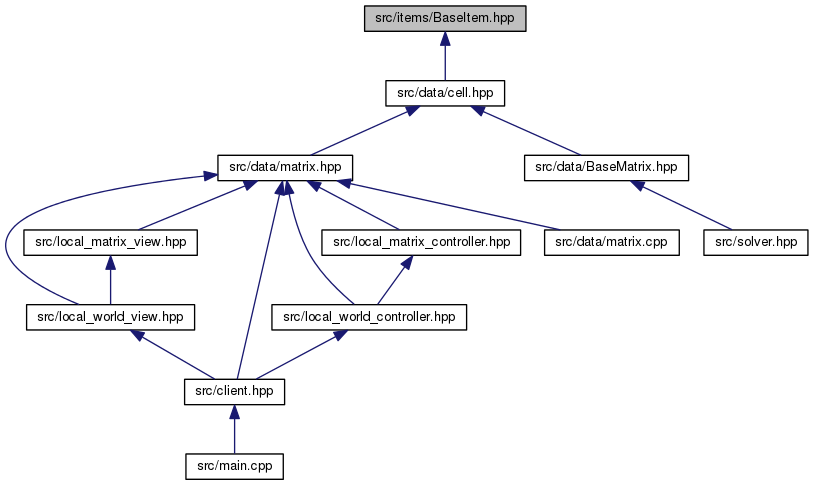 src/items/BaseItem.hpp
src/data/cell.hpp
src/data/matrix.hpp
src/data/BaseMatrix.hpp
src/local_matrix_view.hpp
src/local_matrix_controller.hpp
src/data/matrix.cpp
src/solver.hpp
src/local_world_view.hpp
src/local_world_controller.hpp
src/client.hpp
src/main.cpp